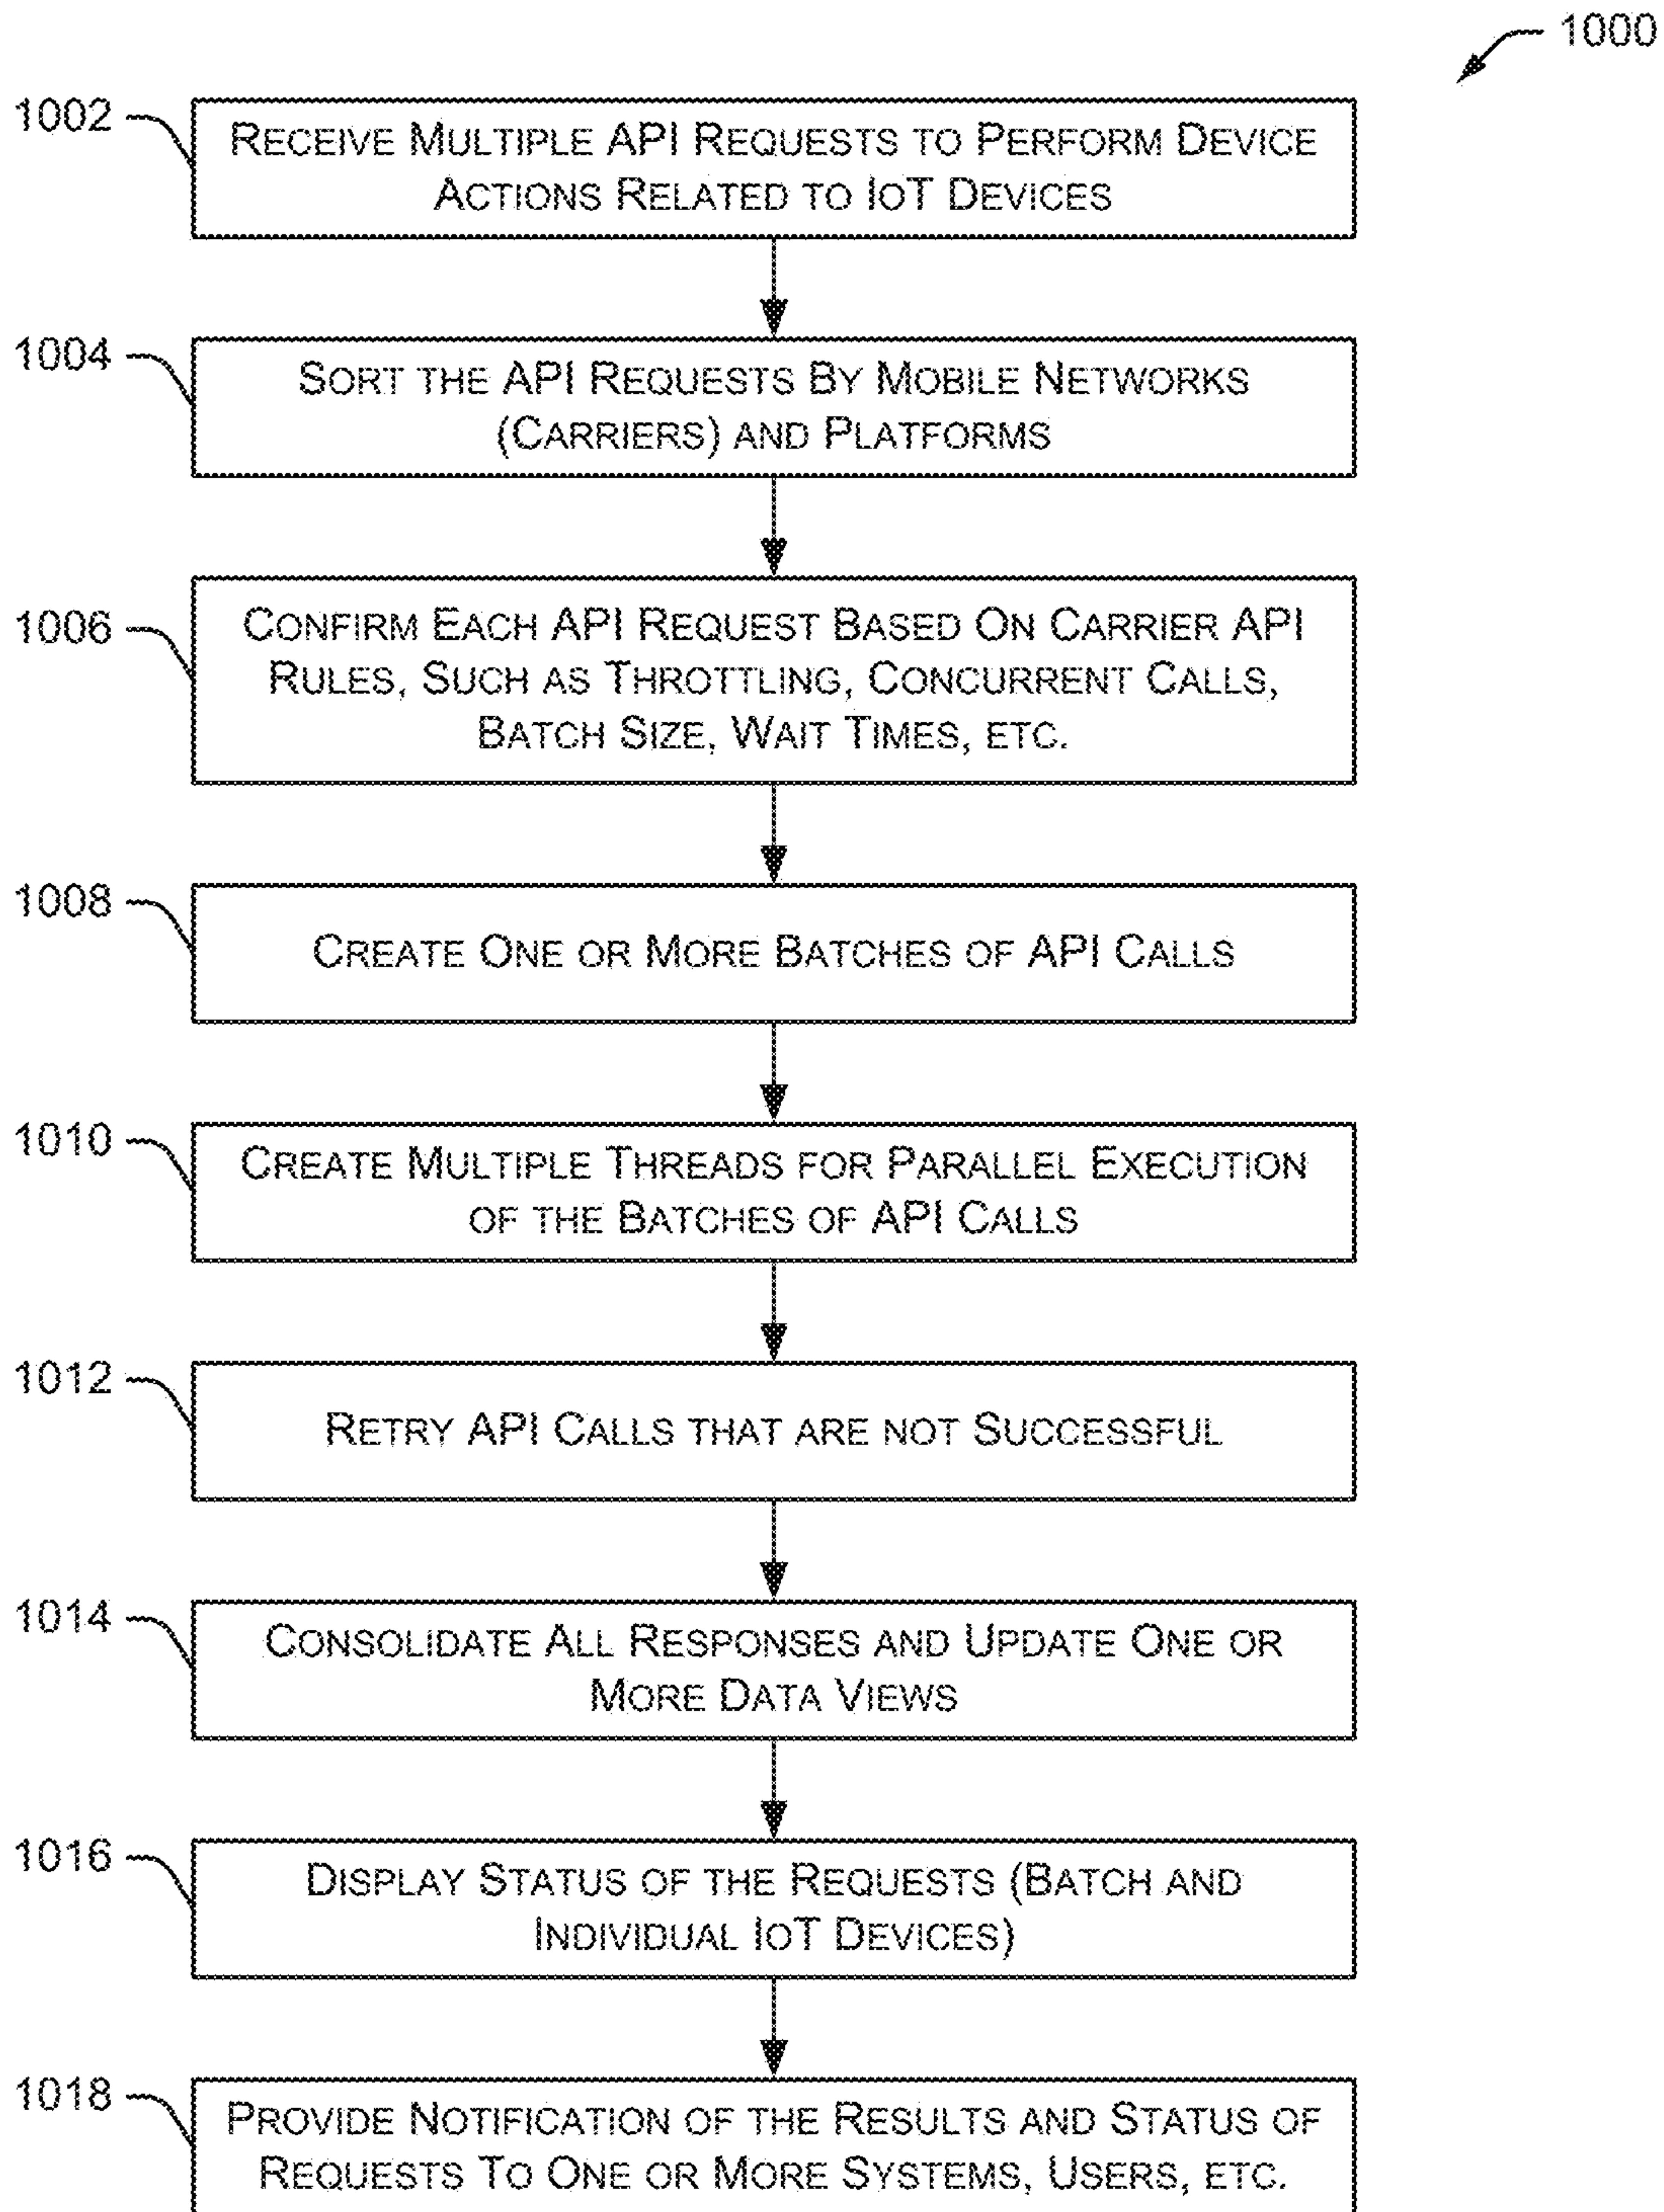 1000
1002
RECEIVE MULTIPLE API REQUESTS TO PERFORM DEVICE
ACTIONS RELATED TO IOT DEVICES
1004
SORT THE API REQUESTS BY MOBILE NETWORKS
(CARRIERS) AND PLATFORMS
1006
CONFIRM EACH API REQUEST BASED ON CARRIER API
RULES, SUCH AS THROTTLING, CONCURRENT CALLS,
BATCH SIZE, WAIT TIMES, ETC.
1008
CREATE ONE OR MORE BATCHES OF API CALLS
1010
CREATE MULTIPLE THREADS FOR PARALLEL EXECUTION
OF THE BATCHES OF API CALLS
1012
RETRY API CALLS THAT ARE NOT SUCCESSFUL
1014
CONSOLIDATE ALL RESPONSES AND UPDATE ONE OR
MORE DATA VIEWS
1016
DISPLAY STATUS OF THE REQUESTS (BATCH AND
INDIVIDUAL IOT DEVICES)
1018
PROVIDE NOTIFICATION OF THE RESULTS AND STATUS OF
REQUESTS TO ONE OR MORE SYSTEMS, USERS, ETC.